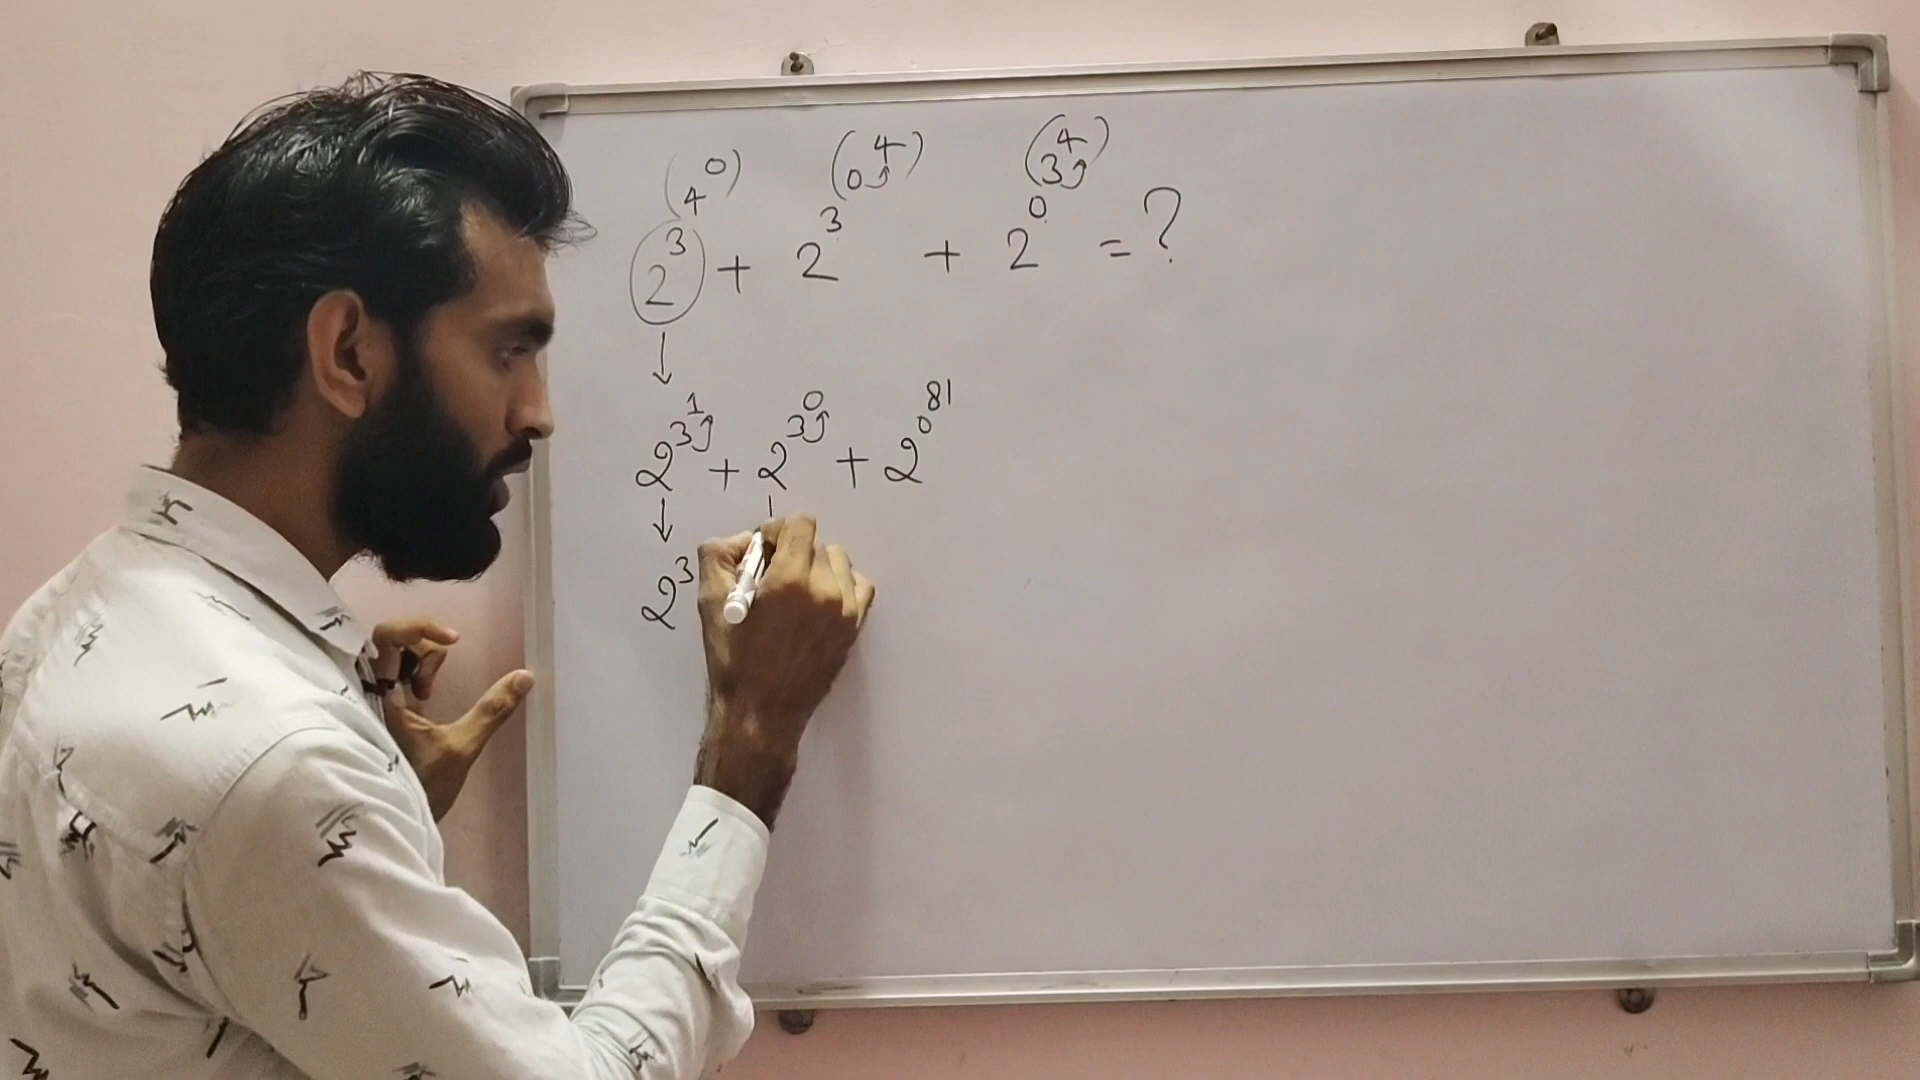 2^3^(4^0) + 2^3^(0^4) + 2^0^(3^4) = ?
2^3^1 + 2^3^0 + 2^0^81
2^3